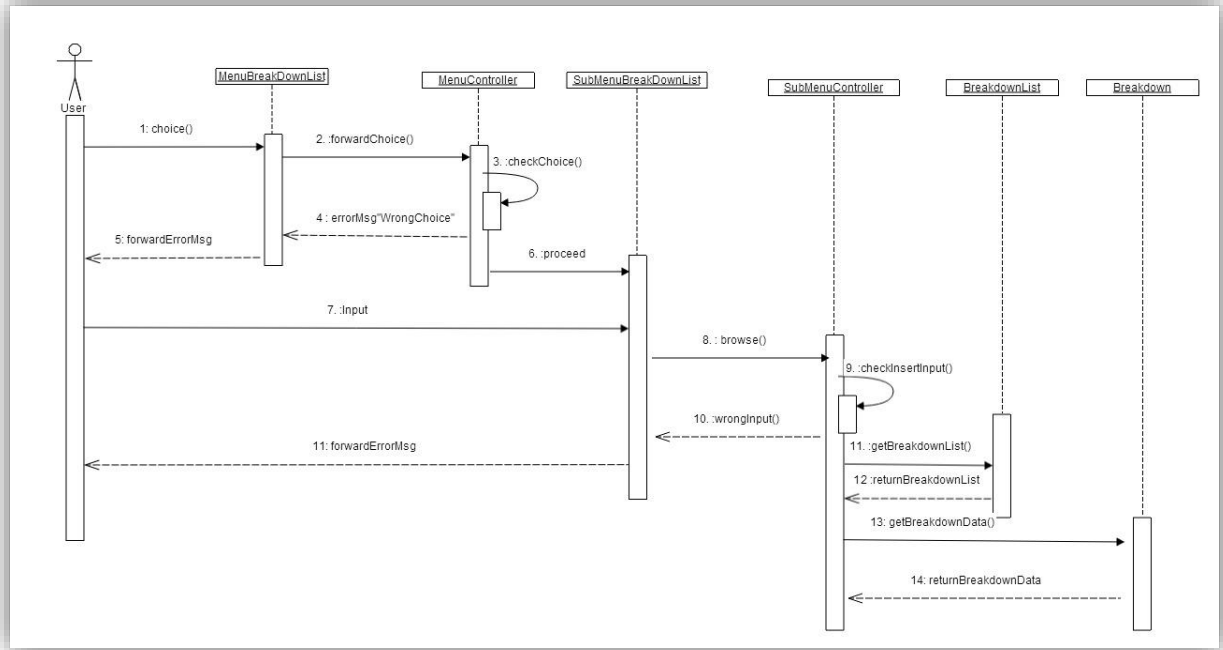 User
MenuBreakDownList
MenuController
SubMenuBreakDownList
SubMenuController
BreakdownList
Breakdown
1: choice()
2. :forwardChoice()
3. :checkChoice()
4 : errorMsg"WrongChoice"
5: forwardErrorMsg
6. :proceed
7. :Input
8. : browse()
9. :checkInsertInput()
10. :wrongInput()
11: forwardErrorMsg
11. :getBreakdownList()
12 :returnBreakdownList
13: getBreakdownData()
14: returnBreakdownData